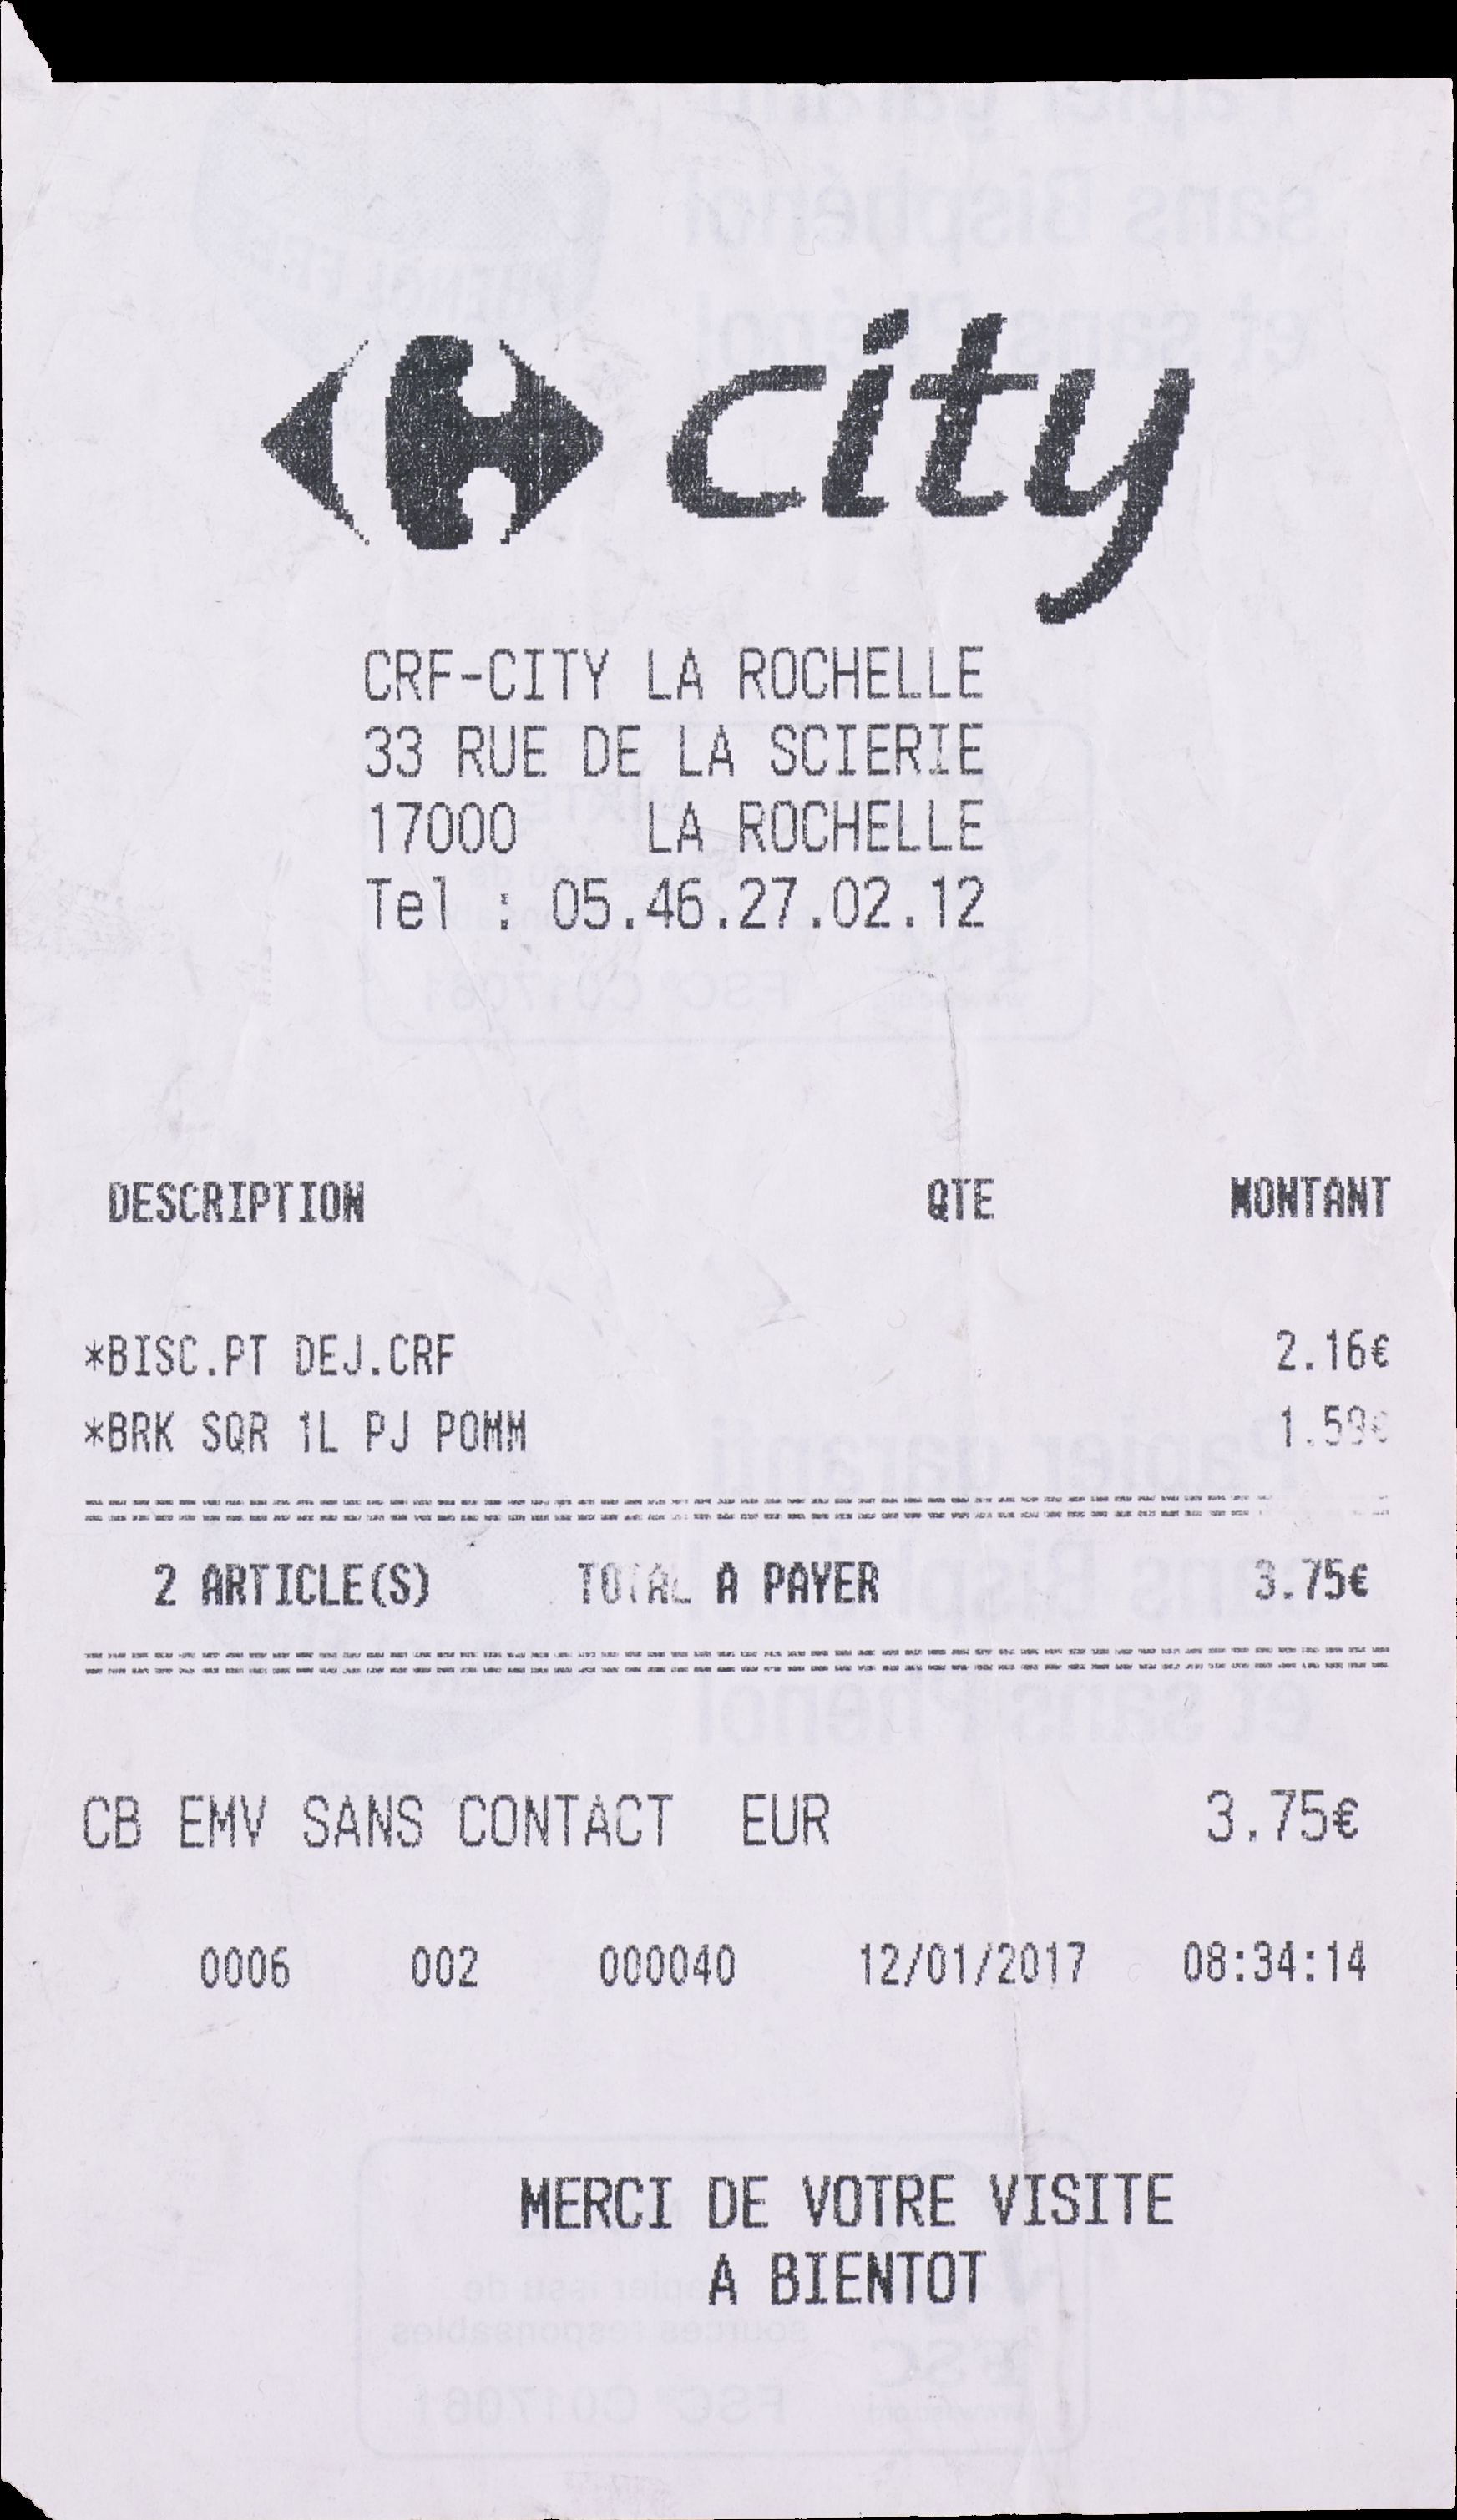 city
CRF-CITY LA ROCHELLE
33 RUE DE LA SCIERIE
17000 LA ROCHELLE
Tel : 05.46.27.02.12
DESCRIPTION QTE MONTANT
*BISC.PT DEJ.CRF 2.16€
*BRK SQR 1L PJ POMM 1.59€
2 ARTICLE(S) TOTAL A PAYER 3.75€
CB EMV SANS CONTACT EUR 3.75€
0006 002 000040 12/01/2017 08:34:14
MERCI DE VOTRE VISITE
A BIENTOT